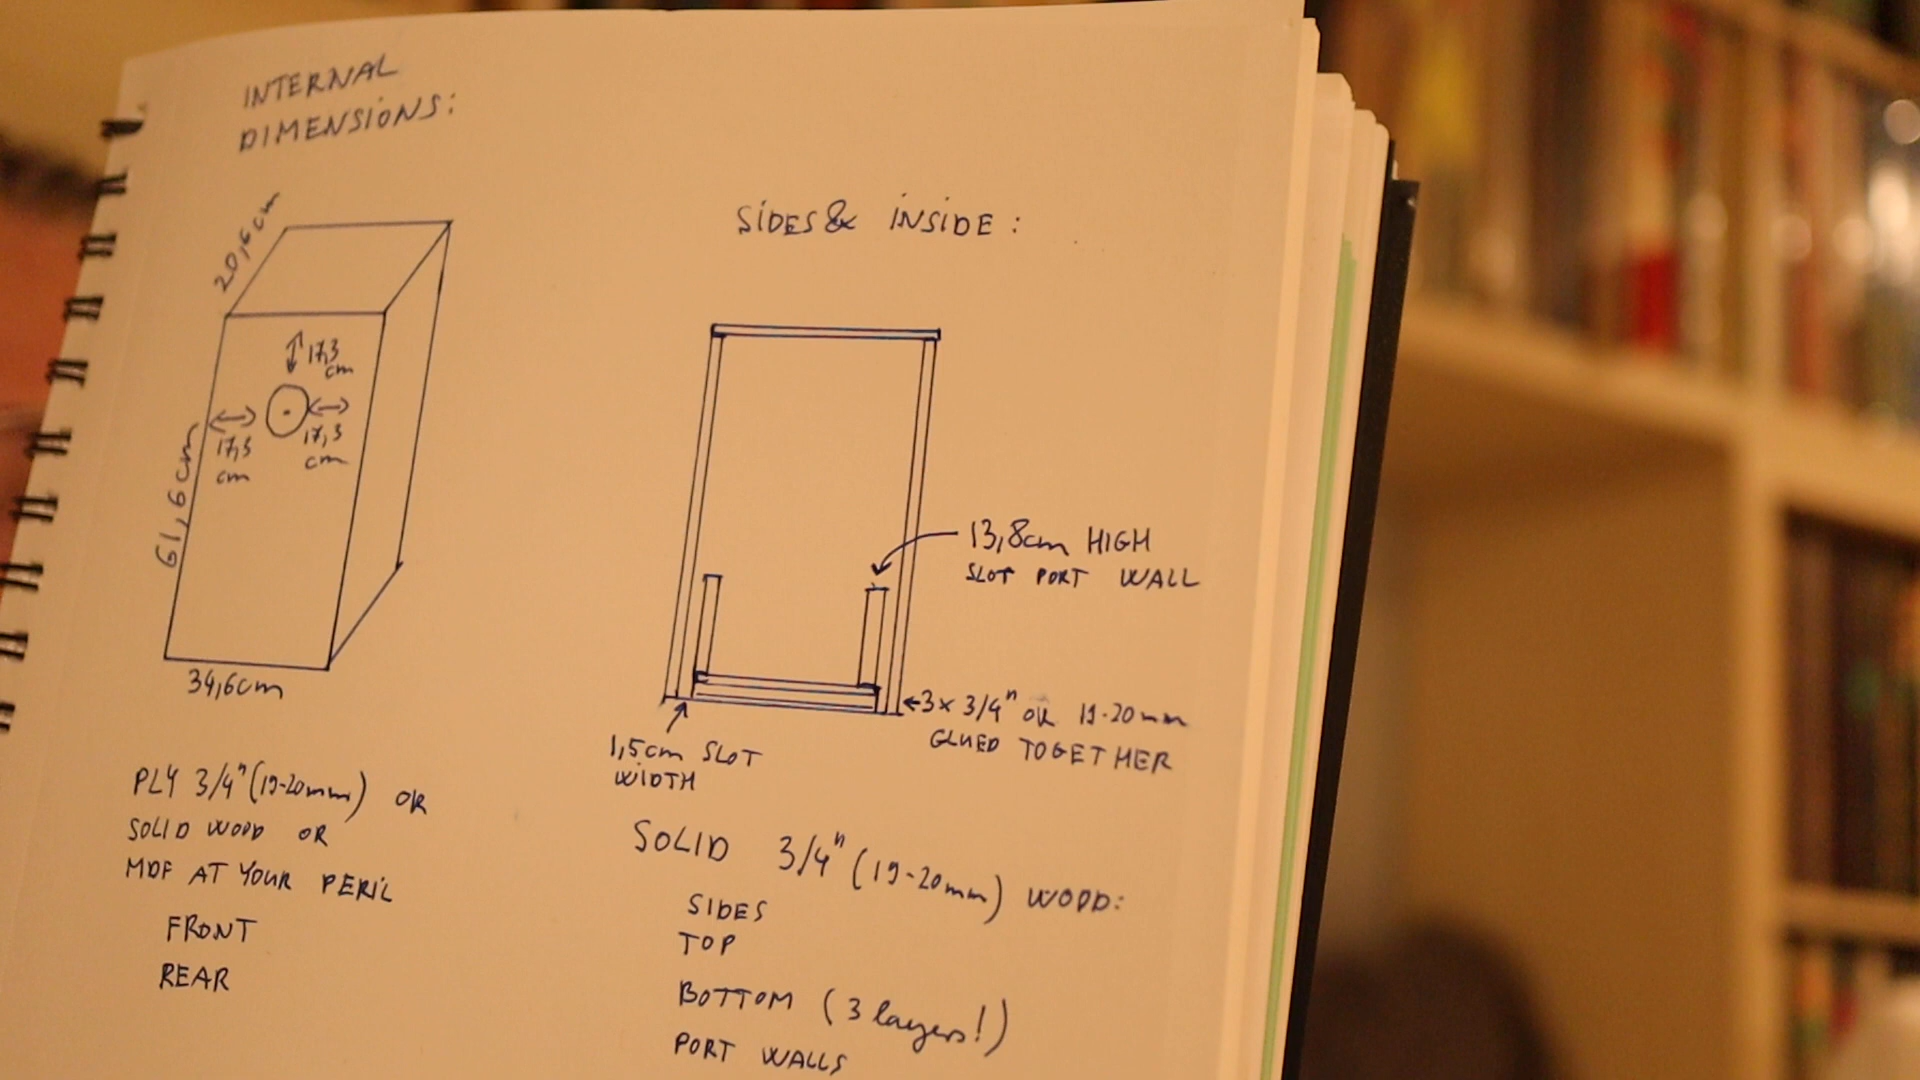 INTERNAL
DIMENSIONS:
20,6cm
17,3
cm
17,3
cm
17,3
cm
61,6cm
34,6cm
PLY 3/4" (19-20mm) OR
SOLID WOOD OR
MDF AT YOUR PERIL
FRONT
REAR
SIDES & INSIDE:
13,8cm HIGH
SLOT PORT WALL
←3x 3/4" OR 19-20mm
GLUED TOGETHER
1,5cm SLOT
WIDTH
SOLID 3/4" (19-20mm) WOOD:
SIDES
TOP
BOTTOM (3 layers!)
PORT WALLS